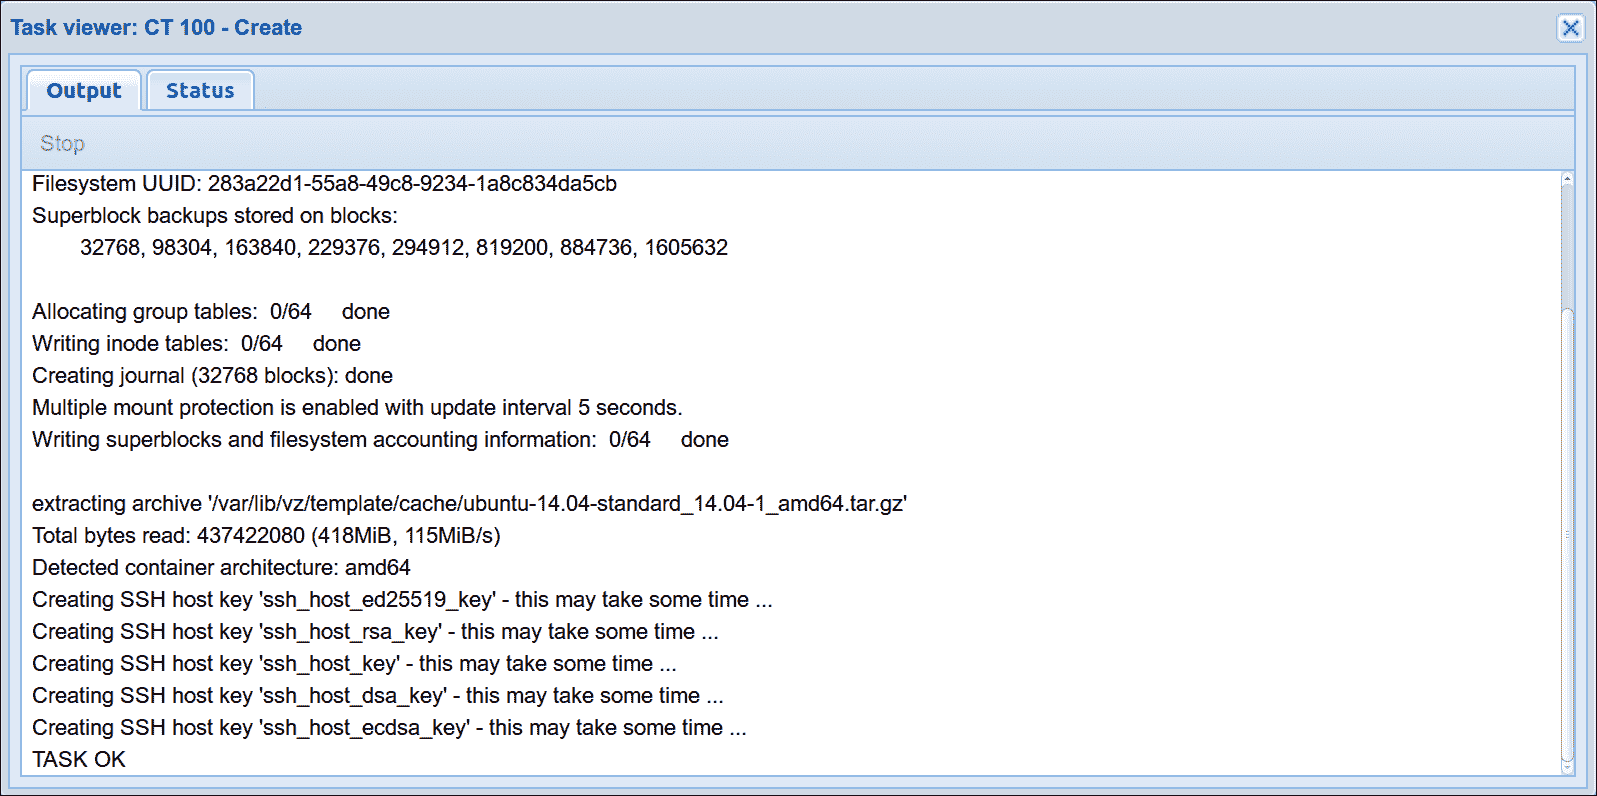 Task viewer: CT 100 - Create
Output Status
Stop
Filesystem UUID: 283a22d1-55a8-49c8-9234-1a8c834da5cb
Superblock backups stored on blocks:
32768, 98304, 163840, 229376, 294912, 819200, 884736, 1605632
Allocating group tables: 0/64 done
Writing inode tables: 0/64 done
Creating journal (32768 blocks): done
Multiple mount protection is enabled with update interval 5 seconds.
Writing superblocks and filesystem accounting information: 0/64 done
extracting archive '/var/lib/vz/template/cache/ubuntu-14.04-standard_14.04-1_amd64.tar.gz'
Total bytes read: 437422080 (418MiB, 115MiB/s)
Detected container architecture: amd64
Creating SSH host key 'ssh_host_ed25519_key' - this may take some time ...
Creating SSH host key 'ssh_host_rsa_key' - this may take some time ...
Creating SSH host key 'ssh_host_key' - this may take some time ...
Creating SSH host key 'ssh_host_dsa_key' - this may take some time ...
Creating SSH host key 'ssh_host_ecdsa_key' - this may take some time ...
TASK OK